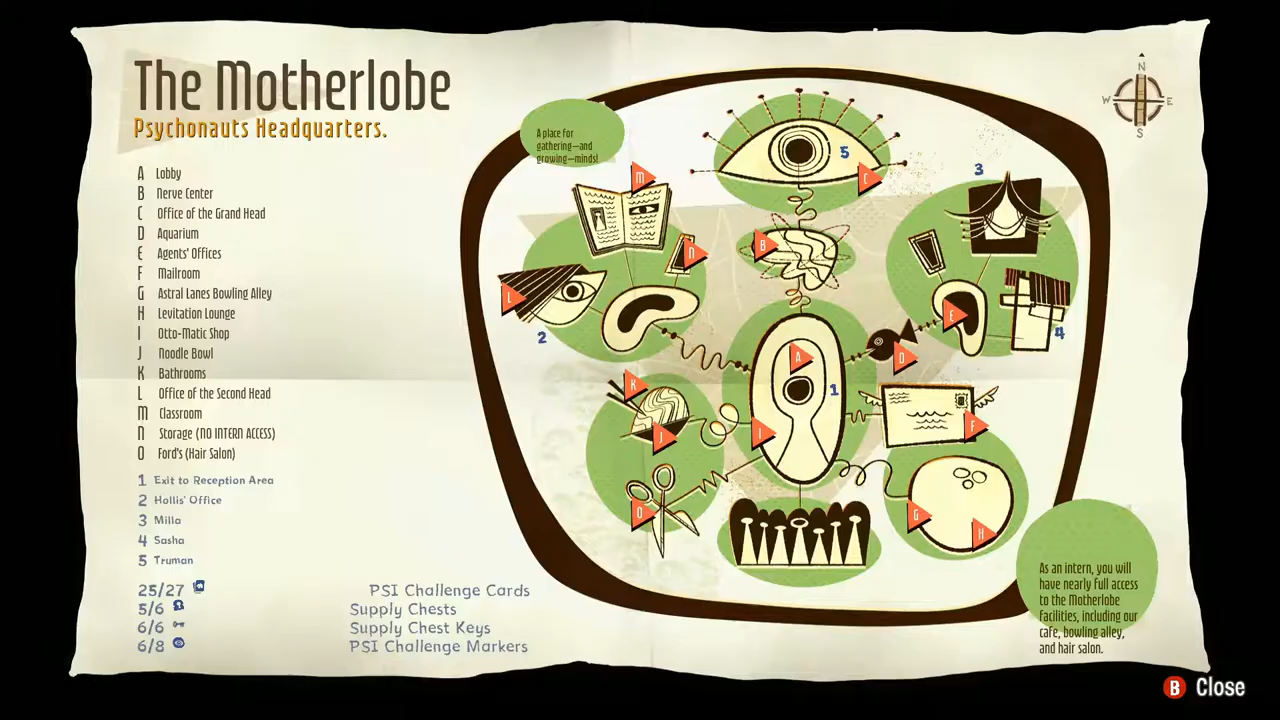 The Motherlobe
Psychonauts Headquarters.
A Lobby
B Nerve Center
C Office of the Grand Head
D Aquarium
E Agents' Offices
F Mailroom
G Astral Lanes Bowling Alley
H Levitation Lounge
I Otto-Matic Shop
J Noodle Bowl
K Bathrooms
L Office of the Second Head
M Classroom
N Storage (NO INTERN ACCESS)
O Ford's (Hair Salon)
1 Exit to Reception Area
2 Hollis' Office
3 Milla
4 Sasha
5 Truman
25/27 PSI Challenge Cards
5/6 Supply Chests
6/6 Supply Chest Keys
6/8 PSI Challenge Markers
A place for
gathering—and
growing—minds!
N
W E
S
5
C
M
3
B
N
L
E
2
4
A
D
K
1
J
I
F
O
G
H
As an intern, you will
have nearly full access
to the Motherlobe
facilities, including our
cafe, bowling alley,
and hair salon.
B Close